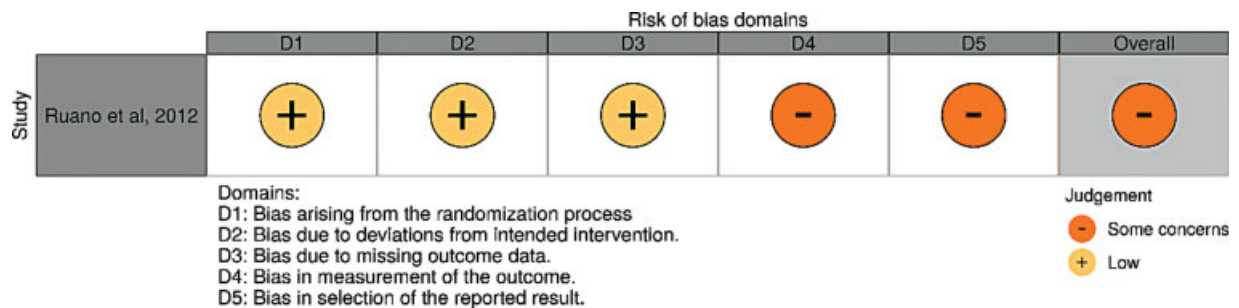 Risk of bias domains
D1 D2 D3 D4 D5 Overall
Study
Ruano et al, 2012 + + + - - -
Domains:
D1: Bias arising from the randomization process
D2: Bias due to deviations from intended intervention.
D3: Bias due to missing outcome data.
D4: Bias in measurement of the outcome.
D5: Bias in selection of the reported result.
Judgement
- Some concerns
+ Low